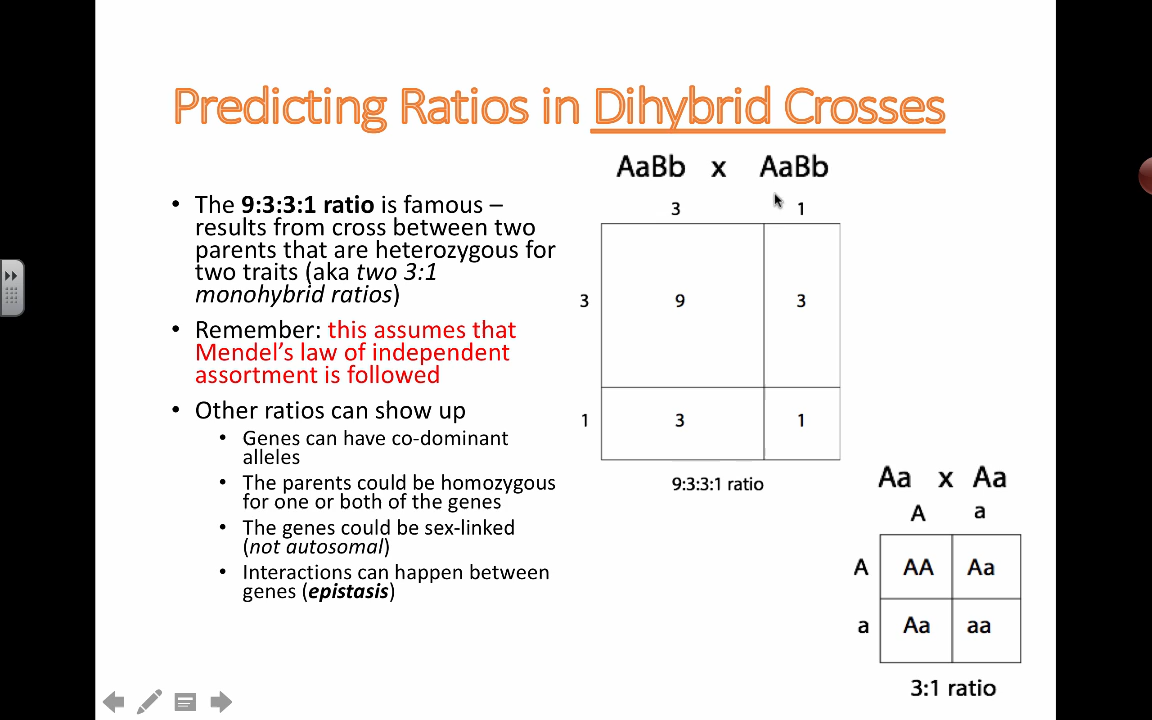 Predicting Ratios in Dihybrid Crosses
• The 9:3:3:1 ratio is famous –
results from cross between two
parents that are heterozygous for
two traits (aka two 3:1
monohybrid ratios)
• Remember: this assumes that
Mendel's law of independent
assortment is followed
• Other ratios can show up
• Genes can have co-dominant
alleles
• The parents could be homozygous
for one or both of the genes
• The genes could be sex-linked
(not autosomal)
• Interactions can happen between
genes (epistasis)
AaBb x AaBb
3 1
3 9 3
1 3 1
9:3:3:1 ratio
Aa x Aa
A a
A AA Aa
a Aa aa
3:1 ratio